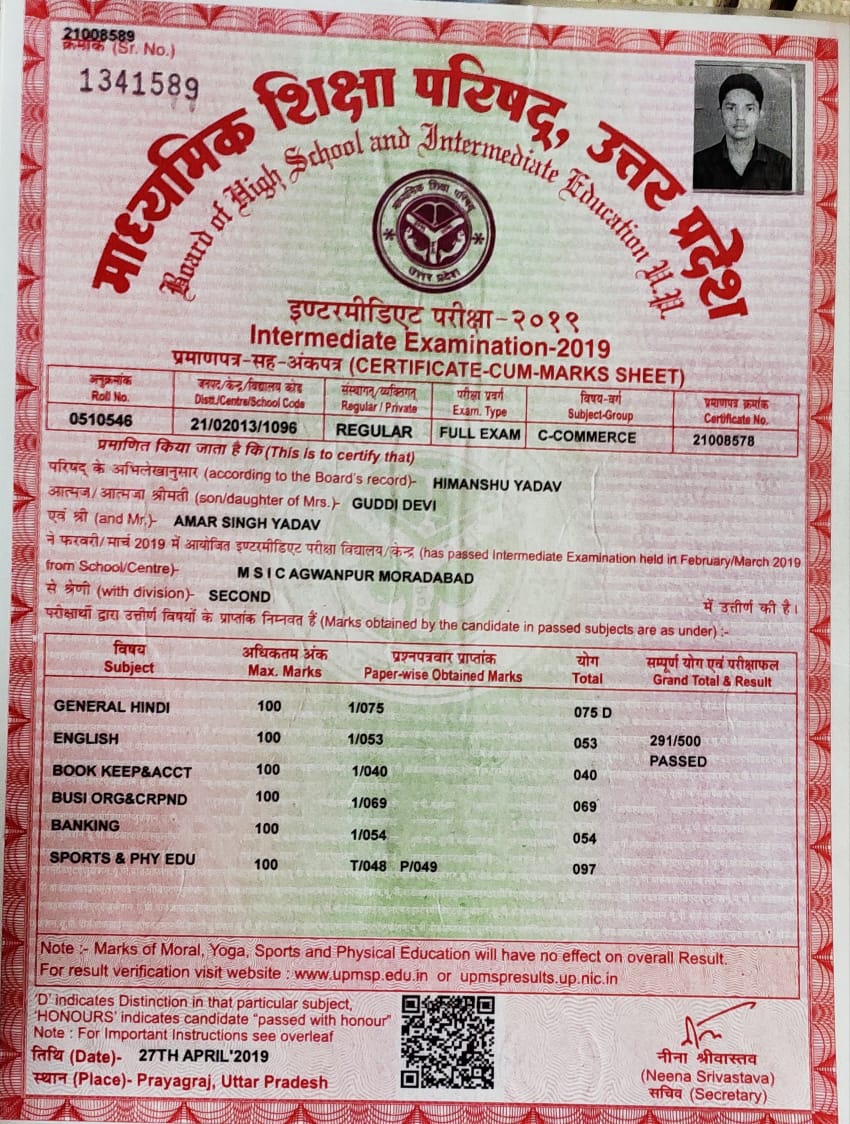 21008589
क्रमांक (Sr. No.)
1341589
माध्यमिक शिक्षा परिषद्, उत्तर प्रदेश
Board of High School and Intermediate Education U.P.
माध्यमिक शिक्षा परिषद्
उत्तर प्रदेश
इण्टरमीडिएट परीक्षा-२०१९
Intermediate Examination-2019
प्रमाणपत्र-सह-अंकपत्र (CERTIFICATE-CUM-MARKS SHEET)
अनुक्रमांक जनपद/केन्द्र/विद्यालय कोड संस्थागत/व्यक्तिगत परीक्षा प्रवर्ग विषय-वर्ग प्रमाणपत्र क्रमांक
Roll No. Distt./Centre/School Code Regular / Private Exam. Type Subject-Group Certificate No.
0510546 21/02013/1096 REGULAR FULL EXAM C-COMMERCE 21008578
प्रमाणित किया जाता है कि (This is to certify that)
परिषद् के अभिलेखानुसार (according to the Board's record)- HIMANSHU YADAV
आत्मज/आत्मजा श्रीमती (son/daughter of Mrs.)- GUDDI DEVI
एवं श्री (and Mr.)- AMAR SINGH YADAV
ने फरवरी/मार्च 2019 में आयोजित इण्टरमीडिएट परीक्षा विद्यालय/केन्द्र (has passed Intermediate Examination held in February/March 2019
from School/Centre)- M S I C AGWANPUR MORADABAD
से श्रेणी (with division)- SECOND में उत्तीर्ण की है।
परीक्षार्थी द्वारा उत्तीर्ण विषयों के प्राप्तांक निम्नवत हैं (Marks obtained by the candidate in passed subjects are as under) :-
विषय अधिकतम अंक प्रश्नपत्रवार प्राप्तांक योग सम्पूर्ण योग एवं परीक्षाफल
Subject Max. Marks Paper-wise Obtained Marks Total Grand Total & Result
GENERAL HINDI 100 1/075 075 D
ENGLISH 100 1/053 053 291/500
PASSED
BOOK KEEP&ACCT 100 1/040 040
BUSI ORG&CRPND 100 1/069 069
BANKING 100 1/054 054
SPORTS & PHY EDU 100 T/048 P/049 097
Note :- Marks of Moral, Yoga, Sports and Physical Education will have no effect on overall Result.
For result verification visit website : www.upmsp.edu.in or upmspresults.up.nic.in
'D' indicates Distinction in that particular subject,
'HONOURS' indicates candidate "passed with honour"
Note : For Important Instructions see overleaf
तिथि (Date)- 27TH APRIL'2019
स्थान (Place)- Prayagraj, Uttar Pradesh
नीना श्रीवास्तव
(Neena Srivastava)
सचिव (Secretary)